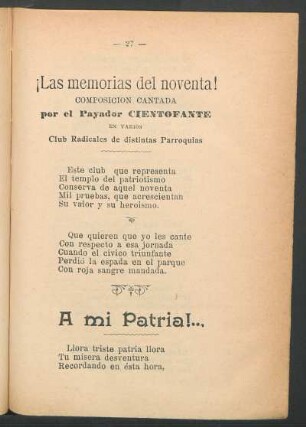 — 27 —
¡Las memorias del noventa!
COMPOSICION CANTADA
por el Payador CIENTOFANTE
EN VARIOS
Club Radicales de distintas Parroquias
Este club que representa
El templo del patriotismo
Conserva de aquel noventa
Mil pruebas, que acrescientan
Su valor y su heroismo.
Que quieren que yo les cante
Con respecto a esa jornada
Cuando el civico triunfante
Perdió la espada en el parque
Con roja sangre mandada.
A mi Patria!...
Llora triste patria llora
Tu misera desventura
Recordando en ésta hora,